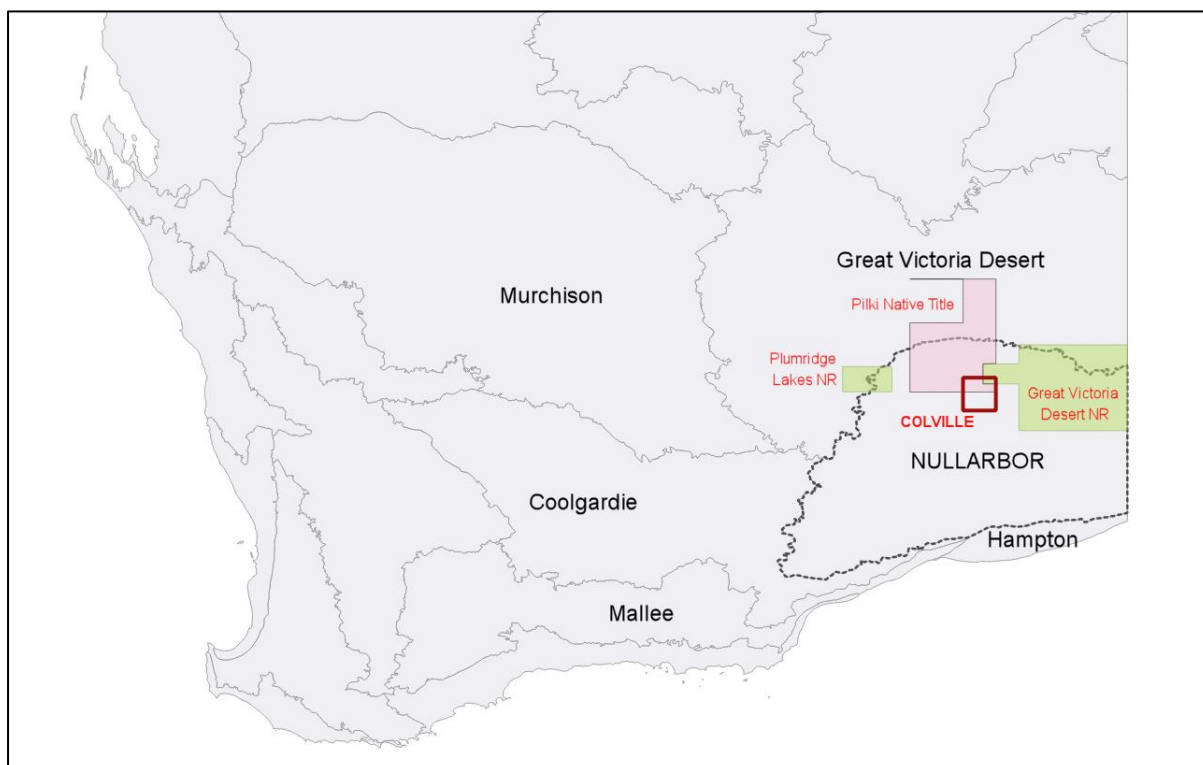 Great Victoria Desert
Murchison
Pilki Native Title
Plumridge
Lakes NR
Great Victoria
Desert NR
COLVILLE
NULLARBOR
Coolgardie
Hampton
Mallee